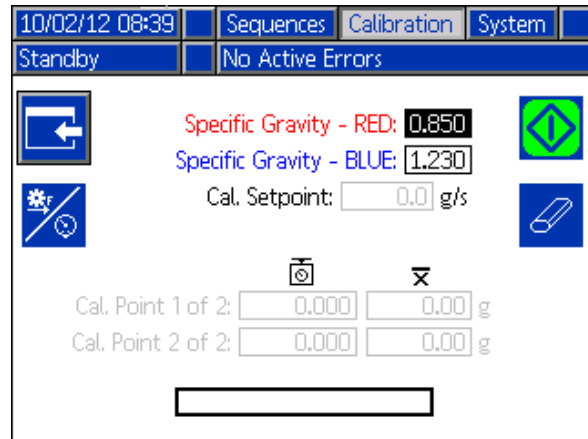 10/02/12 08:39 Sequences Calibration System
Standby No Active Errors
Specific Gravity - RED: 0.850
Specific Gravity - BLUE: 1.230
Cal. Setpoint: 0.0 g/s
F
x
Cal. Point 1 of 2: 0.000 0.00 g
Cal. Point 2 of 2: 0.000 0.00 g